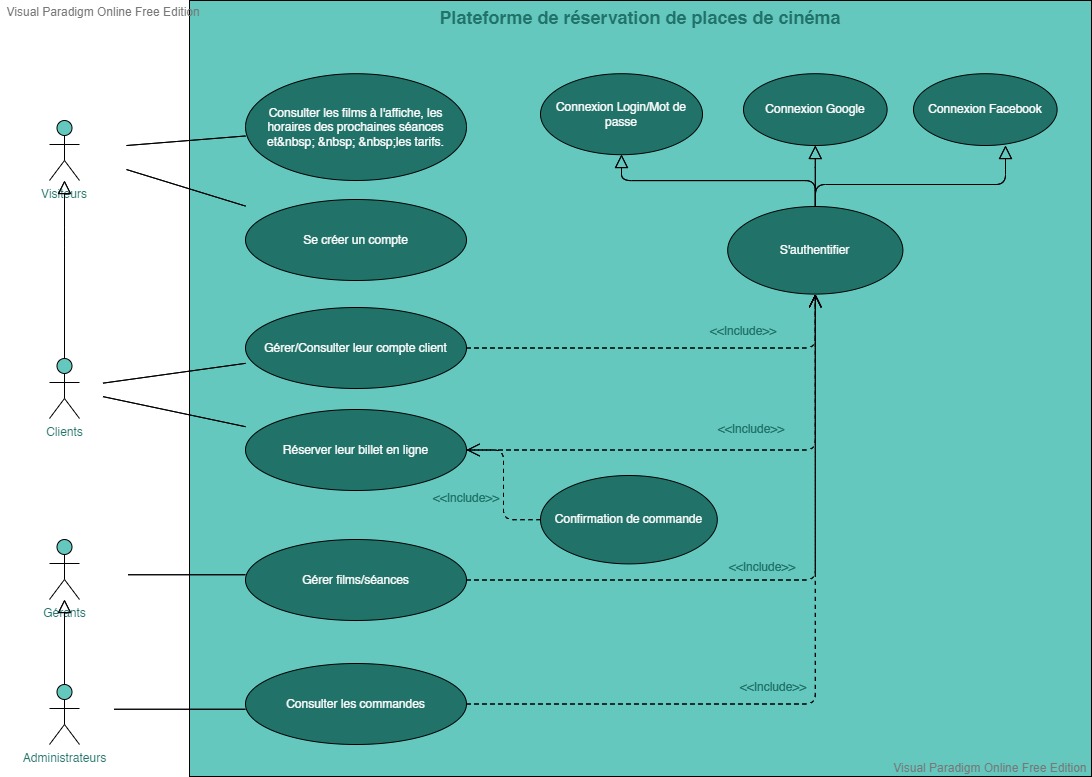 Visual Paradigm Online Free Edition
Plateforme de réservation de places de cinéma
Consulter les films à l'affiche, les
horaires des prochaines séances
et&nbsp; &nbsp; &nbsp;les tarifs.
Connexion Login/Mot de
passe
Connexion Google
Connexion Facebook
Visiteurs
Se créer un compte
S'authentifier
<<Include>>
Gérer/Consulter leur compte client
Clients
<<Include>>
Réserver leur billet en ligne
<<Include>>
Confirmation de commande
<<Include>>
Gérer films/séances
Gérants
<<Include>>
Consulter les commandes
Administrateurs
Visual Paradigm Online Free Edition